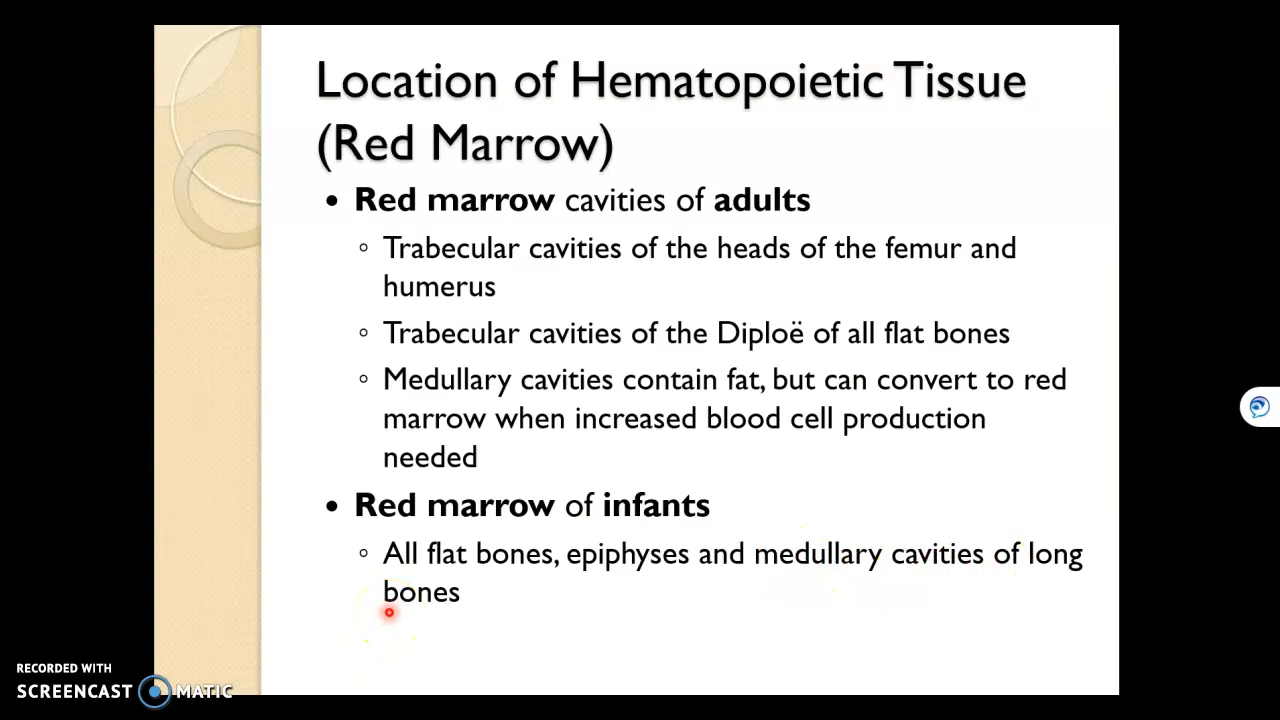 Location of Hematopoietic Tissue
(Red Marrow)
• Red marrow cavities of adults
◦ Trabecular cavities of the heads of the femur and
humerus
◦ Trabecular cavities of the Diploë of all flat bones
◦ Medullary cavities contain fat, but can convert to red
marrow when increased blood cell production
needed
• Red marrow of infants
◦ All flat bones, epiphyses and medullary cavities of long
bones
RECORDED WITH
SCREENCAST MATIC